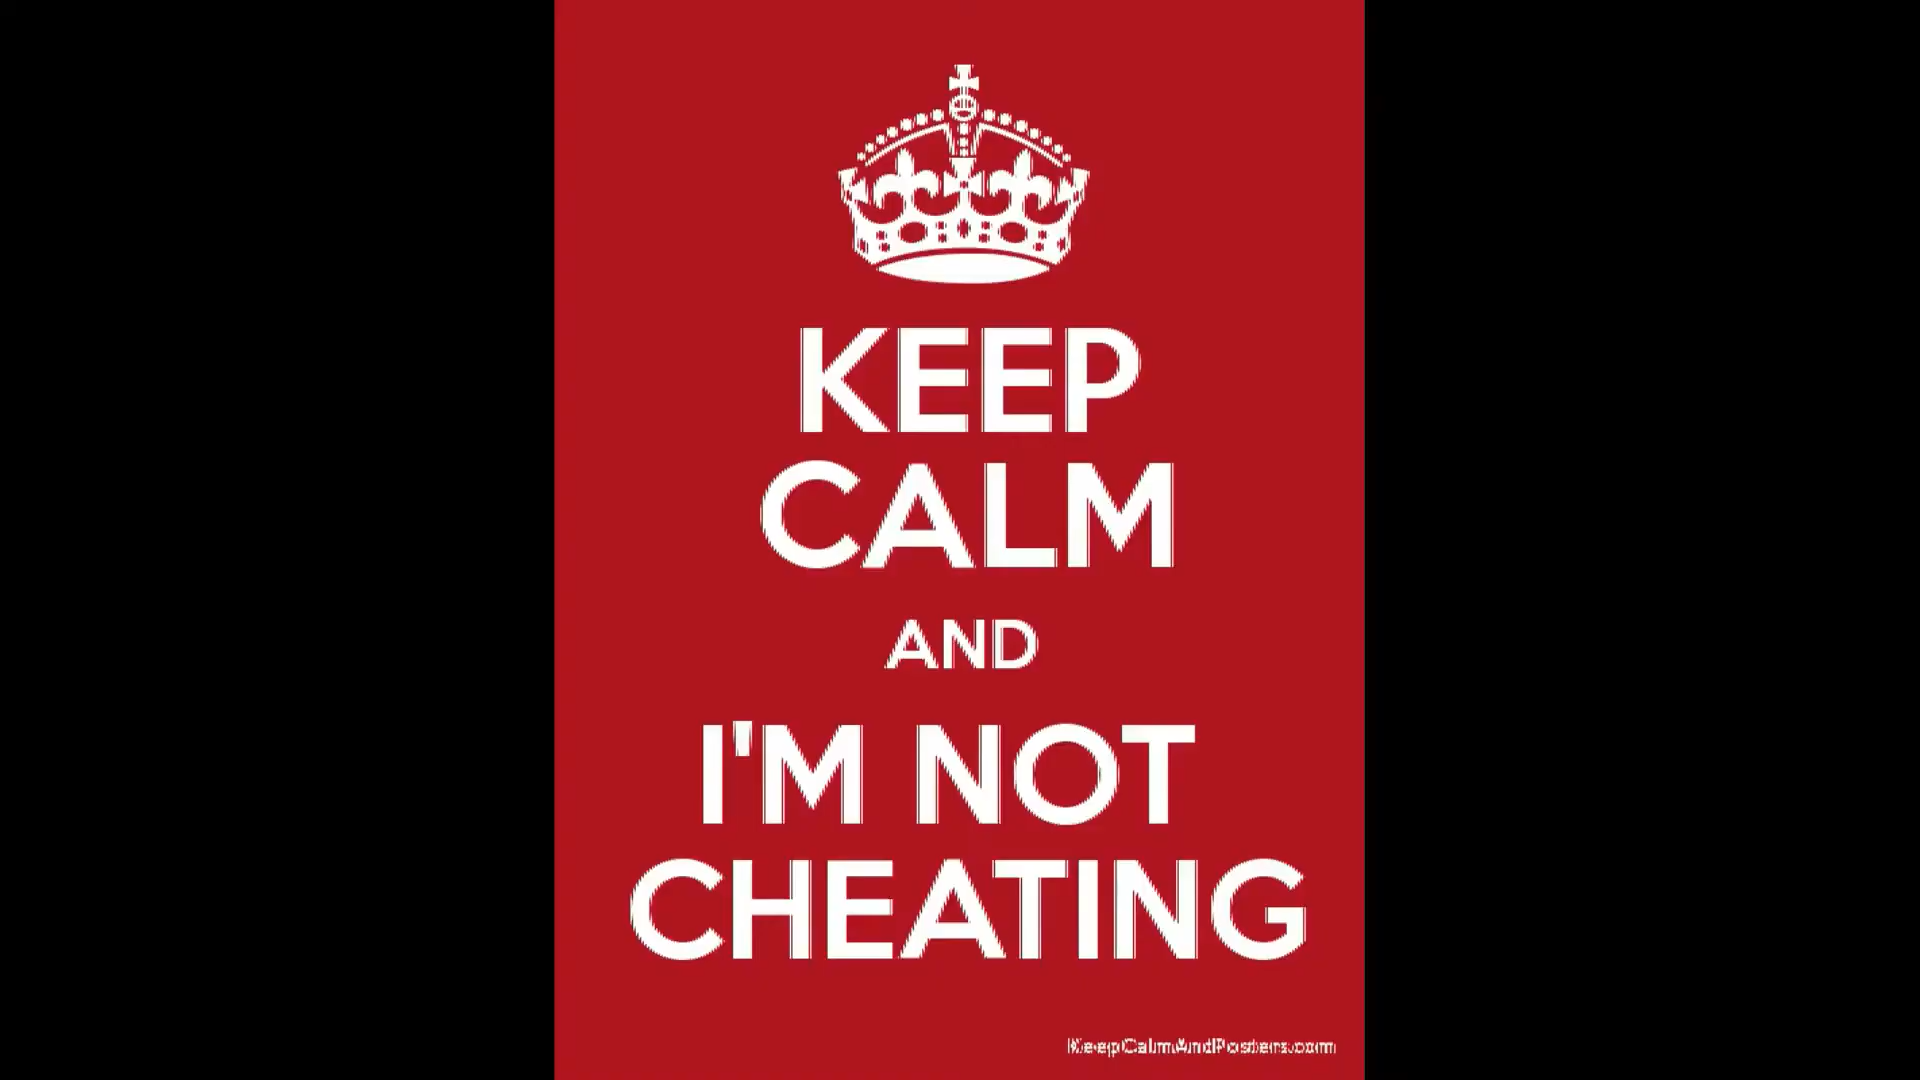 KEEP
CALM
AND
I'M NOT
CHEATING
KeepCalmAndPosters.com